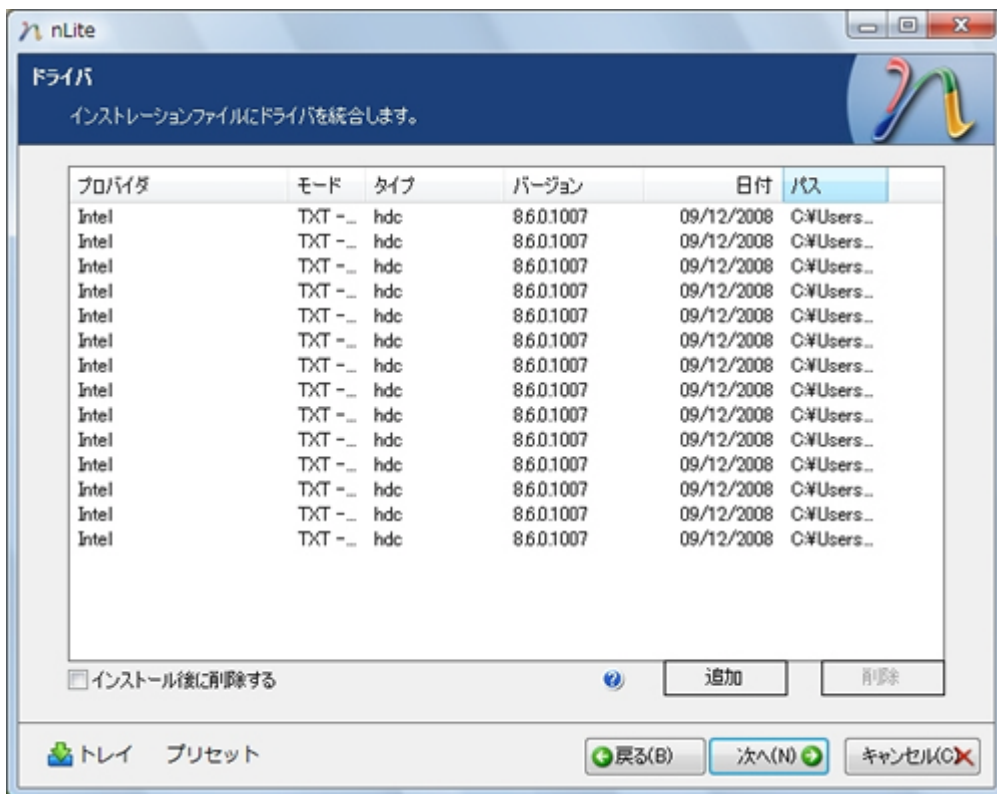 nLite
ドライバ
インストレーションファイルにドライバを統合します。
プロバイダ モード タイプ バージョン 日付 パス
Intel TXT -... hdc 8.6.0.1007 09/12/2008 C:¥Users...
Intel TXT -... hdc 8.6.0.1007 09/12/2008 C:¥Users...
Intel TXT -... hdc 8.6.0.1007 09/12/2008 C:¥Users...
Intel TXT -... hdc 8.6.0.1007 09/12/2008 C:¥Users...
Intel TXT -... hdc 8.6.0.1007 09/12/2008 C:¥Users...
Intel TXT -... hdc 8.6.0.1007 09/12/2008 C:¥Users...
Intel TXT -... hdc 8.6.0.1007 09/12/2008 C:¥Users...
Intel TXT -... hdc 8.6.0.1007 09/12/2008 C:¥Users...
Intel TXT -... hdc 8.6.0.1007 09/12/2008 C:¥Users...
Intel TXT -... hdc 8.6.0.1007 09/12/2008 C:¥Users...
Intel TXT -... hdc 8.6.0.1007 09/12/2008 C:¥Users...
Intel TXT -... hdc 8.6.0.1007 09/12/2008 C:¥Users...
Intel TXT -... hdc 8.6.0.1007 09/12/2008 C:¥Users...
Intel TXT -... hdc 8.6.0.1007 09/12/2008 C:¥Users...
インストール後に削除する 追加 削除
トレイ プリセット 戻る(B) 次へ(N) キャンセル(C)